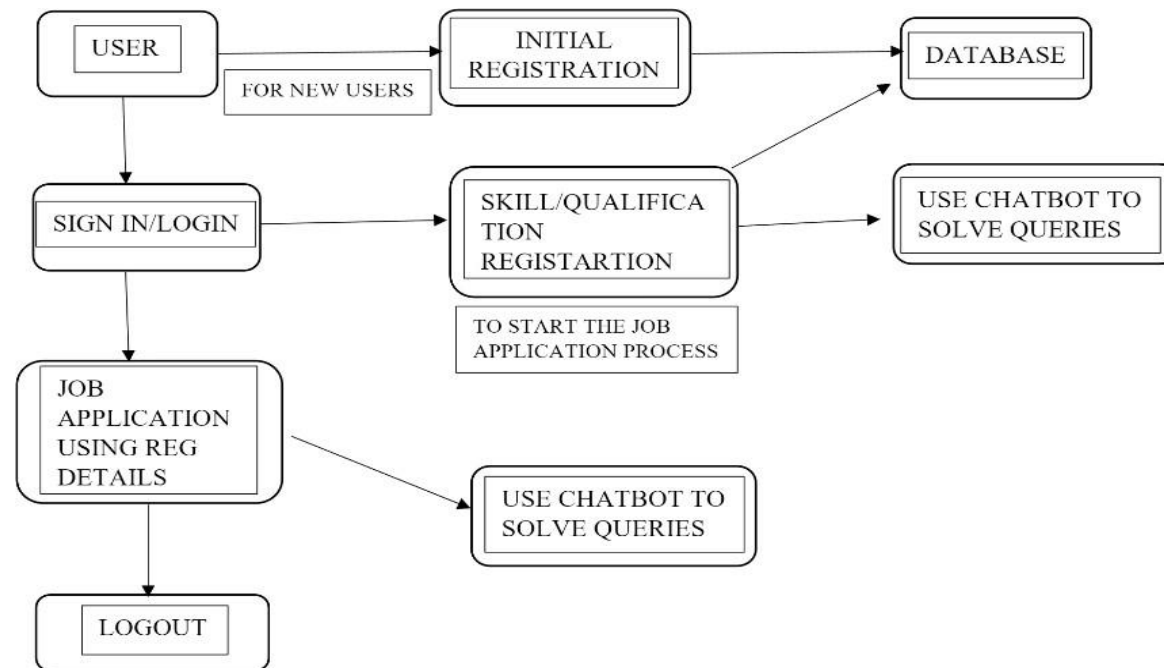 USER
INITIAL
REGISTRATION
DATABASE
FOR NEW USERS
SIGN IN/LOGIN
SKILL/QUALIFICA
TION
REGISTARTION
USE CHATBOT TO
SOLVE QUERIES
TO START THE JOB
APPLICATION PROCESS
JOB
APPLICATION
USING REG
DETAILS
USE CHATBOT TO
SOLVE QUERIES
LOGOUT